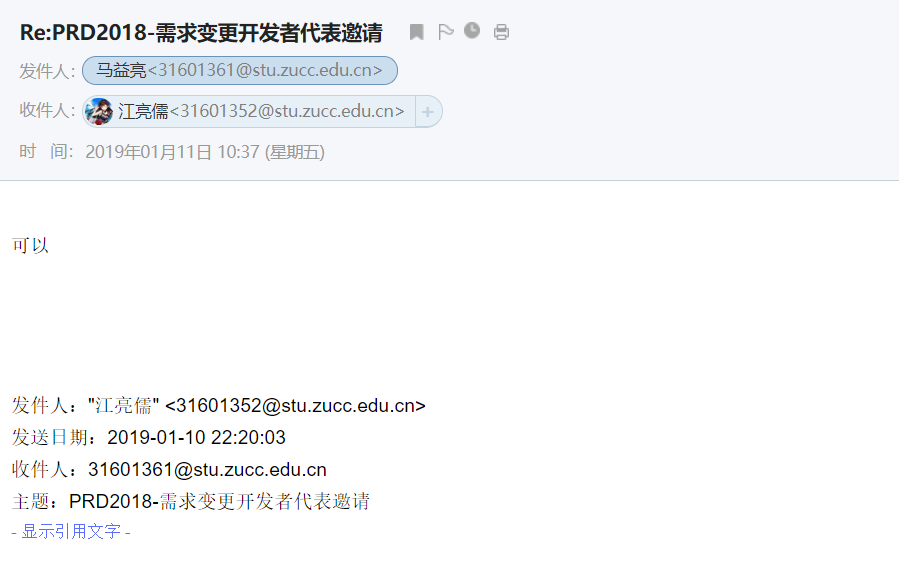 Re:PRD2018-需求变更开发者代表邀请
发件人: 马益亮<31601361@stu.zucc.edu.cn>
收件人: 江亮儒<31601352@stu.zucc.edu.cn> +
时 间: 2019年01月11日 10:37 (星期五)
可以
发件人："江亮儒" <31601352@stu.zucc.edu.cn>
发送日期：2019-01-10 22:20:03
收件人：31601361@stu.zucc.edu.cn
主题：PRD2018-需求变更开发者代表邀请
- 显示引用文字 -